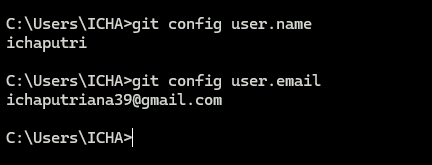 C:\Users\ICHA>git config user.name
ichaputri
C:\Users\ICHA>git config user.email
ichaputriana39@gmail.com
C:\Users\ICHA>